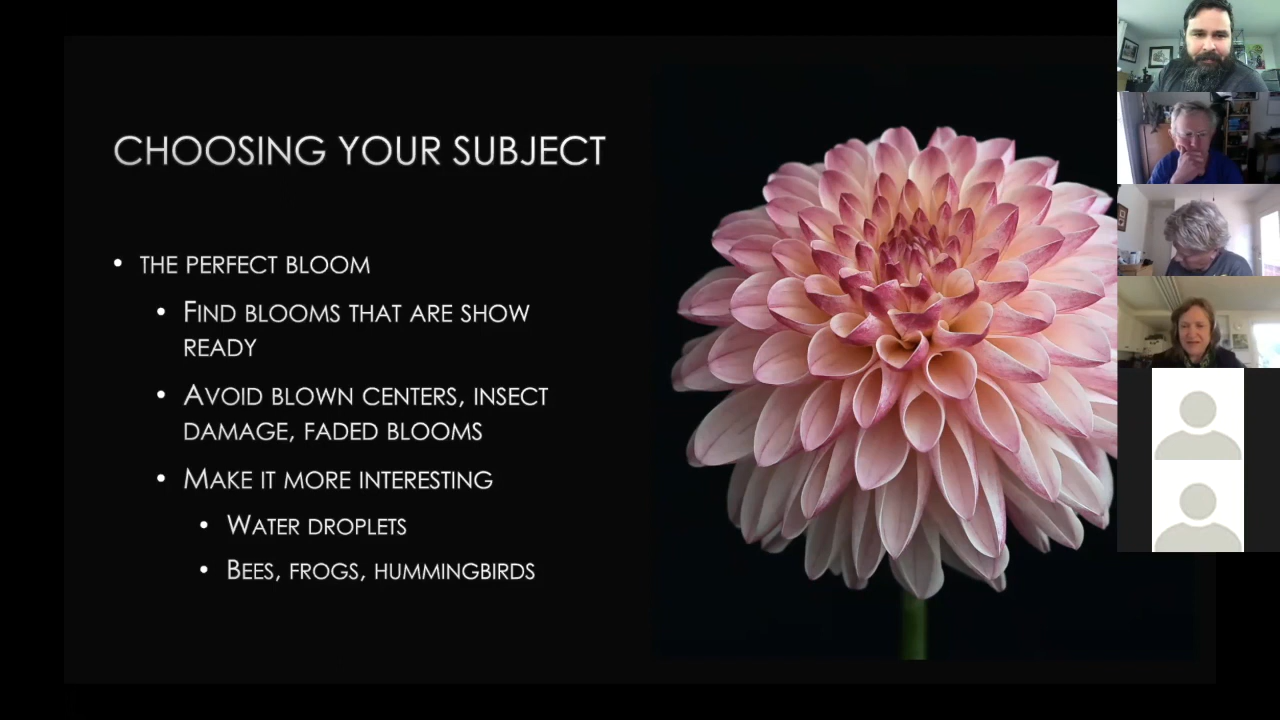 CHOOSING YOUR SUBJECT
• THE PERFECT BLOOM
• FIND BLOOMS THAT ARE SHOW
READY
• AVOID BLOWN CENTERS, INSECT
DAMAGE, FADED BLOOMS
• MAKE IT MORE INTERESTING
• WATER DROPLETS
• BEES, FROGS, HUMMINGBIRDS